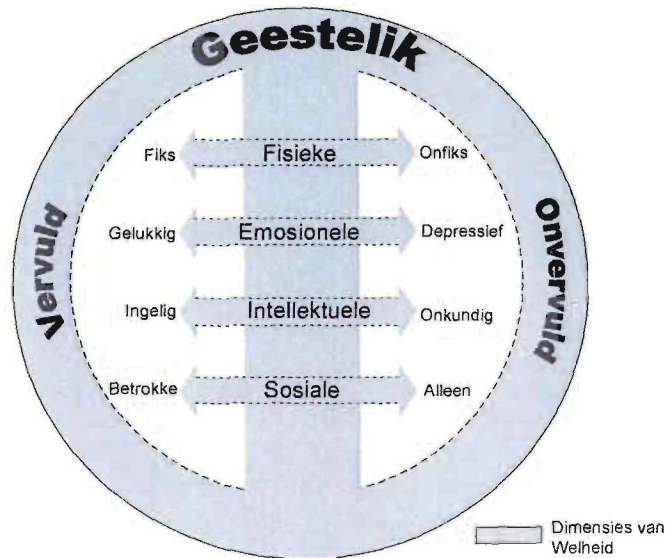 Geestelik
Vervuld
Onvervuld
Fiks Fisieke Onfiks
Gelukkig Emosionele Depressief
Ingelig Intellektuele Onkundig
Betrokke Sosiale Alleen
Dimensies van
Welheid